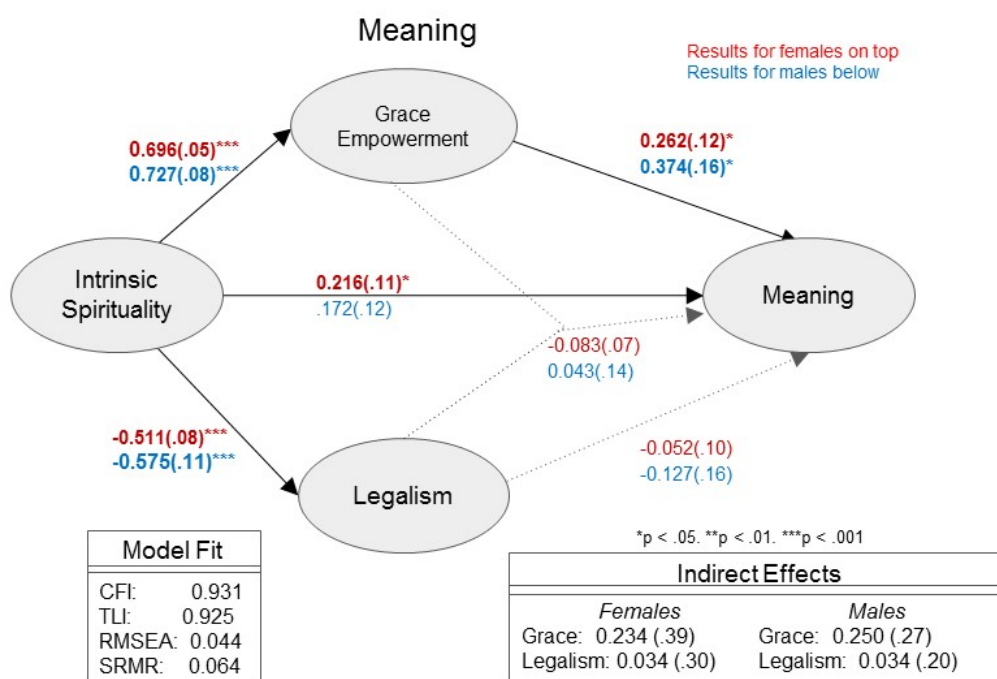 Meaning
Results for females on top
Results for males below
Grace
Empowerment
0.696(.05)***
0.727(.08)***
0.262(.12)*
0.374(.16)*
Intrinsic
Spirituality
0.216(.11)*
.172(.12)
Meaning
-0.083(.07)
0.043(.14)
-0.511(.08)***
-0.575(.11)***
-0.052(.10)
-0.127(.16)
Legalism
*p < .05. **p < .01. ***p < .001
Model Fit
CFI: 0.931
TLI: 0.925
RMSEA: 0.044
SRMR: 0.064
Indirect Effects
Females Males
Grace: 0.234 (.39) Grace: 0.250 (.27)
Legalism: 0.034 (.30) Legalism: 0.034 (.20)